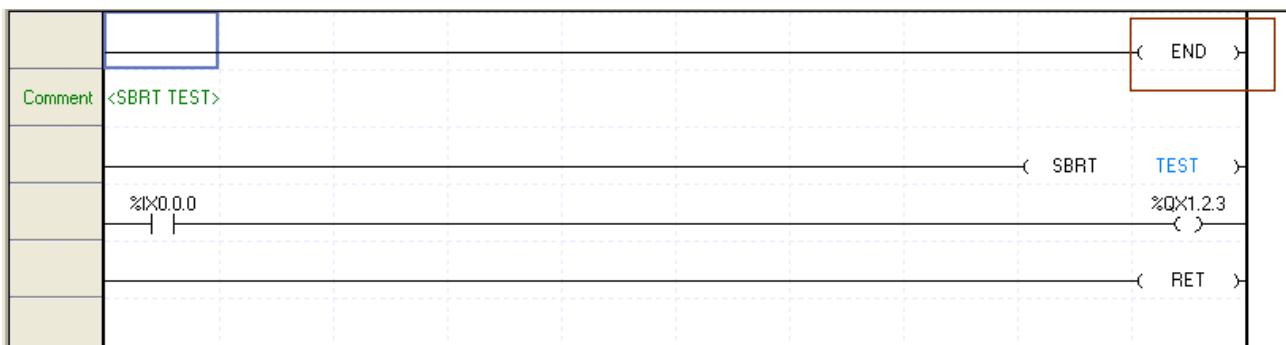 END
Comment <SBRT TEST>
SBRT TEST
%IX0.0.0 %QX1.2.3
RET